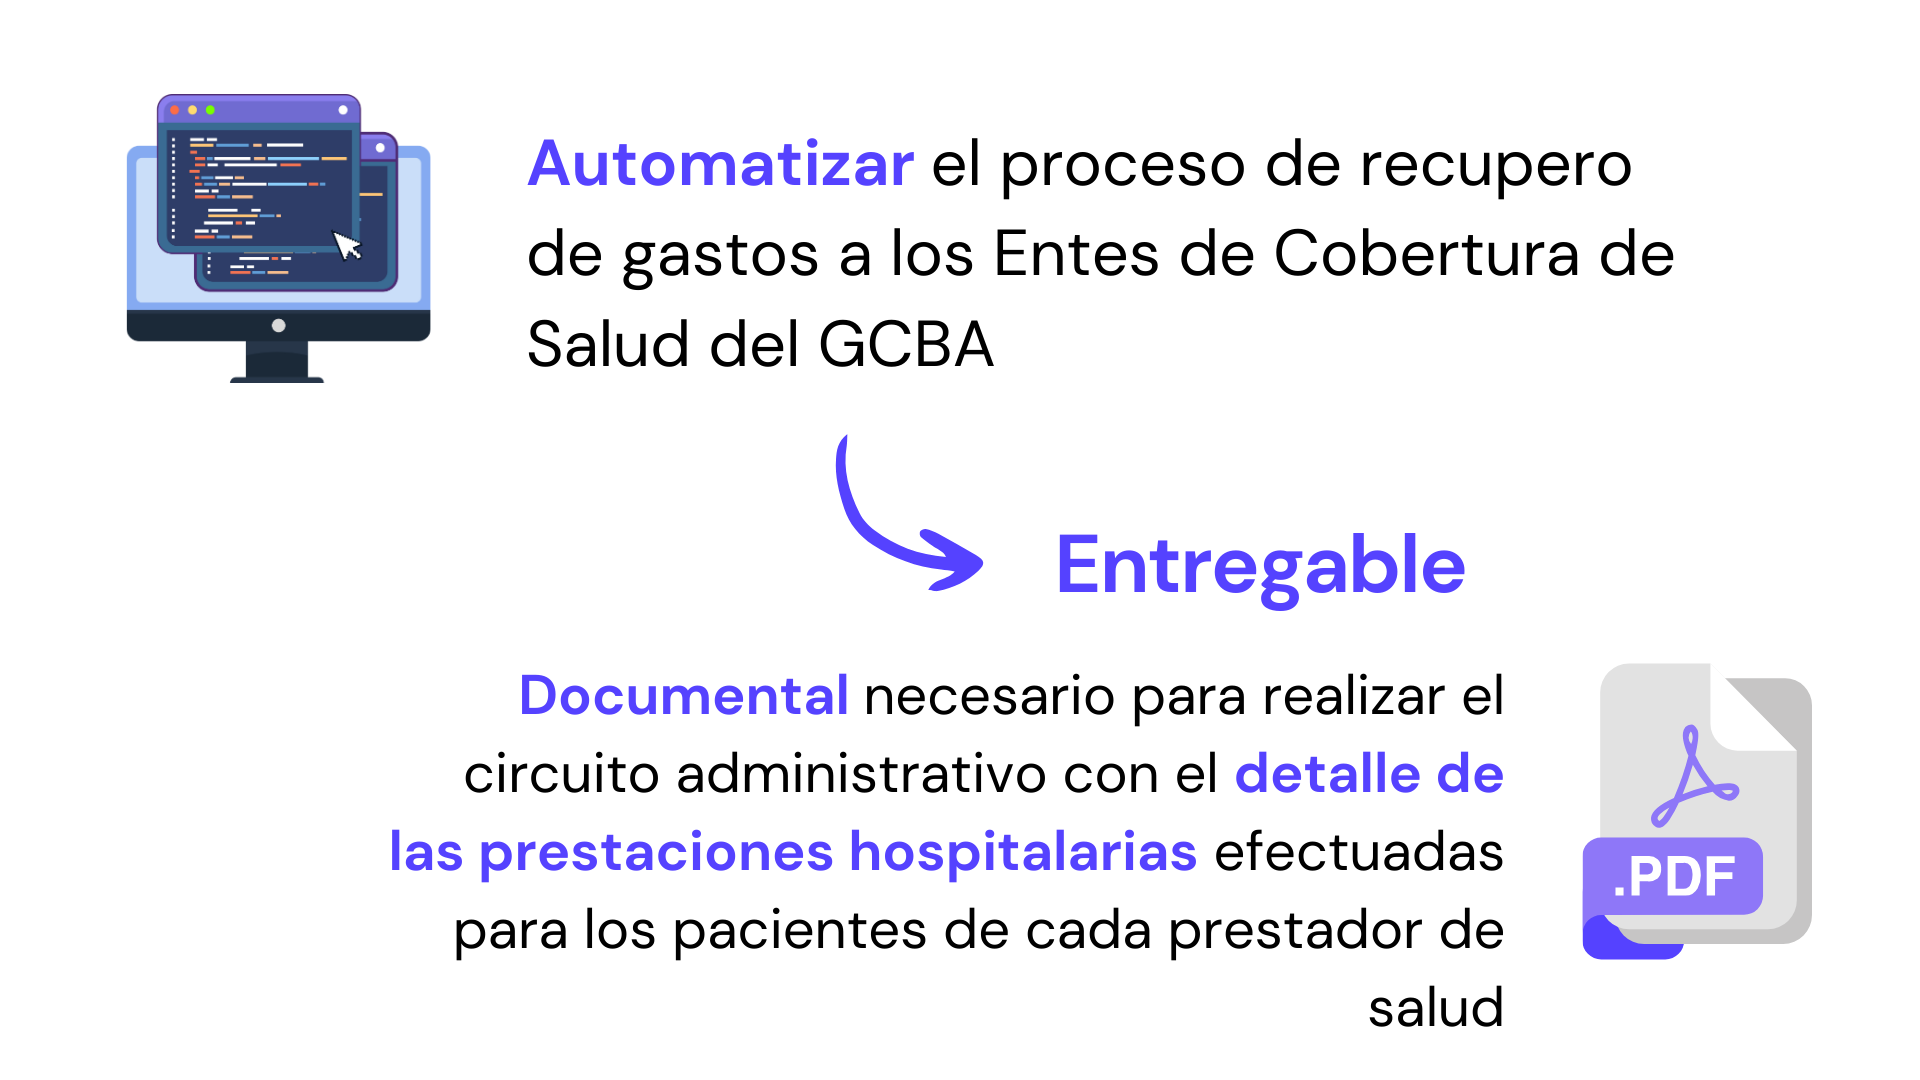 Automatizar el proceso de recupero
de gastos a los Entes de Cobertura de
Salud del GCBA
Entregable
Documental necesario para realizar el
circuito administrativo con el detalle de
las prestaciones hospitalarias efectuadas
para los pacientes de cada prestador de
salud
.PDF